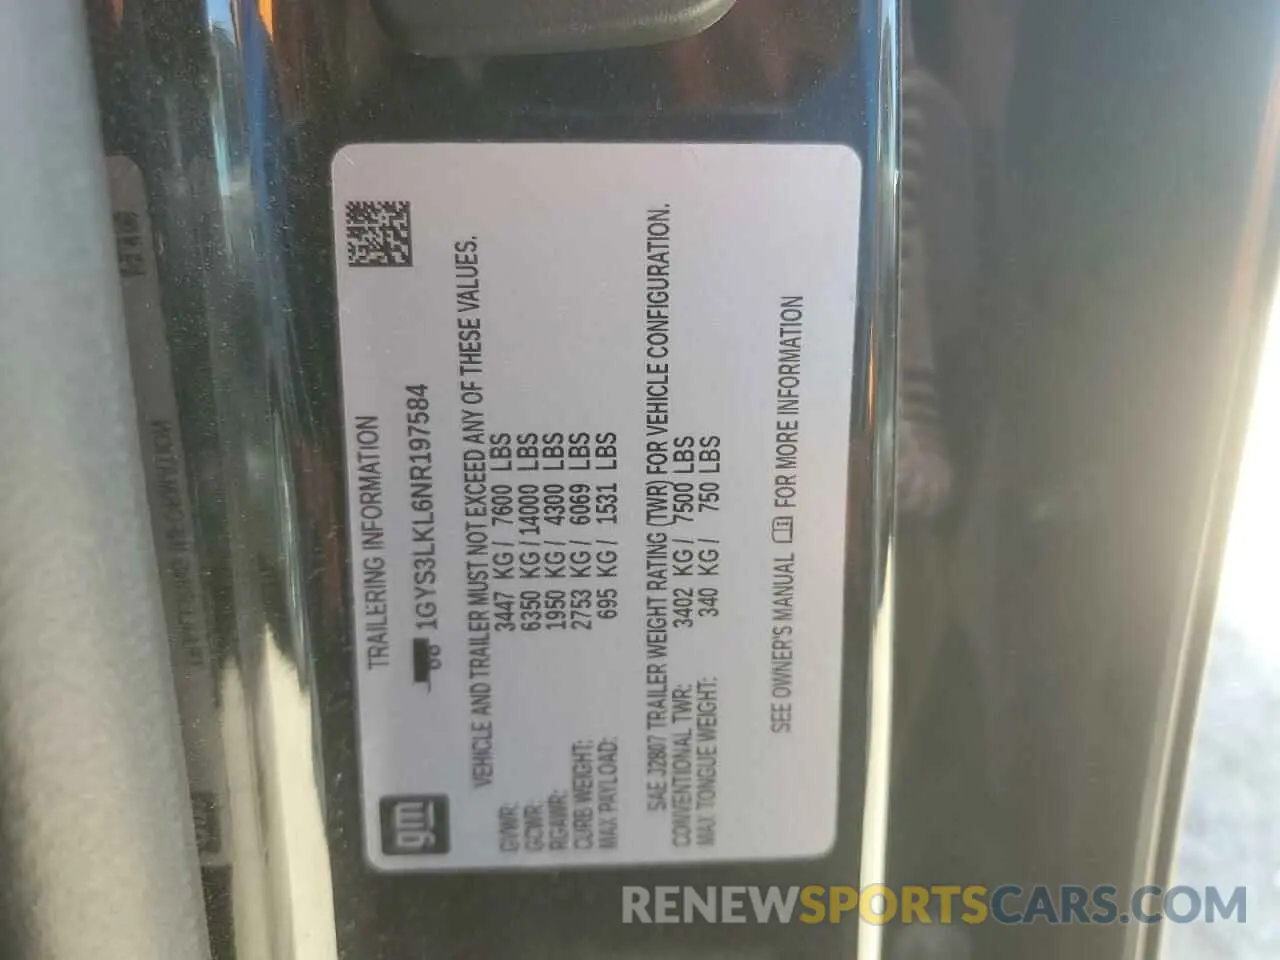 gm
TRAILERING INFORMATION
1GYS3LKL6NR197584
VEHICLE AND TRAILER MUST NOT EXCEED ANY OF THESE VALUES.
GVWR: 3447 KG / 7600 LBS
GCWR: 6350 KG / 14000 LBS
RGAWR: 1950 KG / 4300 LBS
CURB WEIGHT: 2753 KG / 6069 LBS
MAX PAYLOAD: 695 KG / 1531 LBS
SAE J2807 TRAILER WEIGHT RATING (TWR) FOR VEHICLE CONFIGURATION.
CONVENTIONAL TWR: 3402 KG / 7500 LBS
MAX TONGUE WEIGHT: 340 KG / 750 LBS
SEE OWNER'S MANUAL FOR MORE INFORMATION
RENEWSPORTSCARS.COM